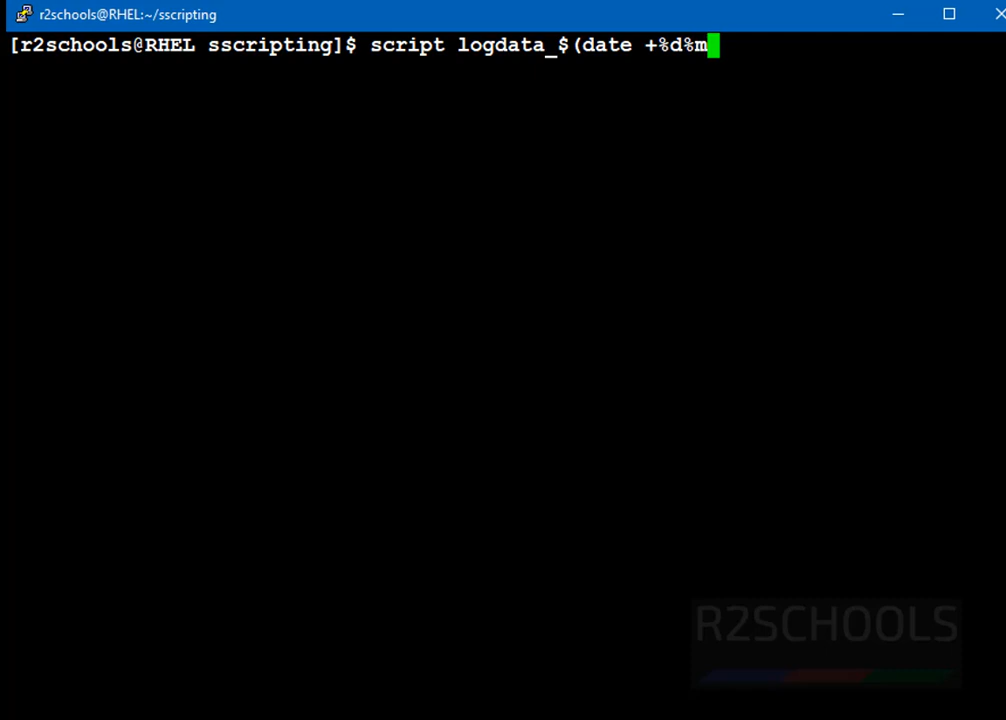 r2schools@RHEL:~/sscripting
[r2schools@RHEL sscripting]$ script logdata_$(date +%d%m
R2SCHOOLS